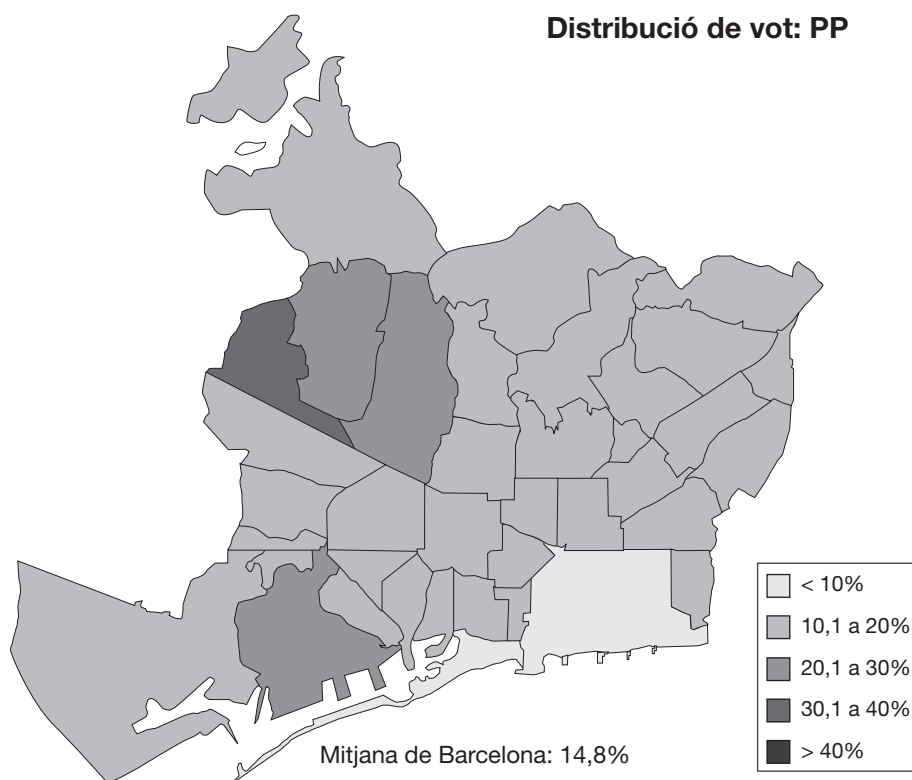 Distribució de vot: PP
< 10%
10,1 a 20%
20,1 a 30%
30,1 a 40%
> 40%
Mitjana de Barcelona: 14,8%